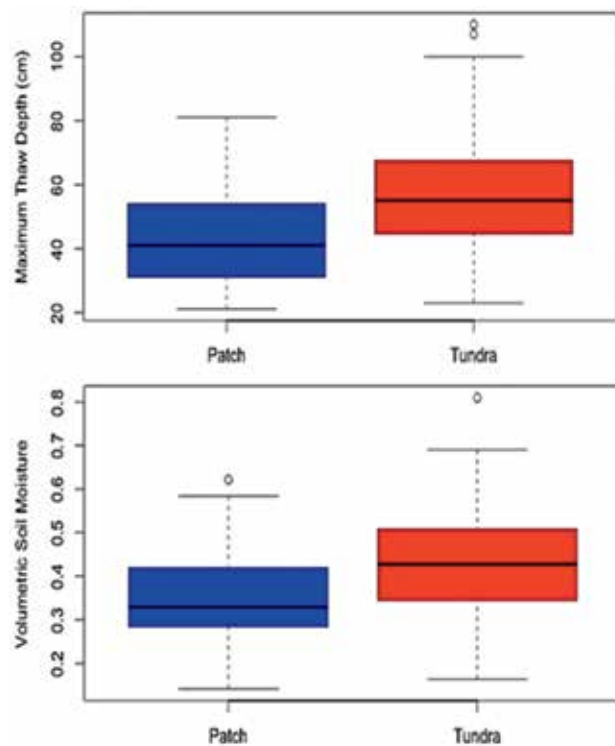 Maximum Thaw Depth (cm)
100
80
60
40
20
Patch
Tundra
Volumetric Soil Moisture
0.8
0.7
0.6
0.5
0.4
0.3
0.2
Patch
Tundra